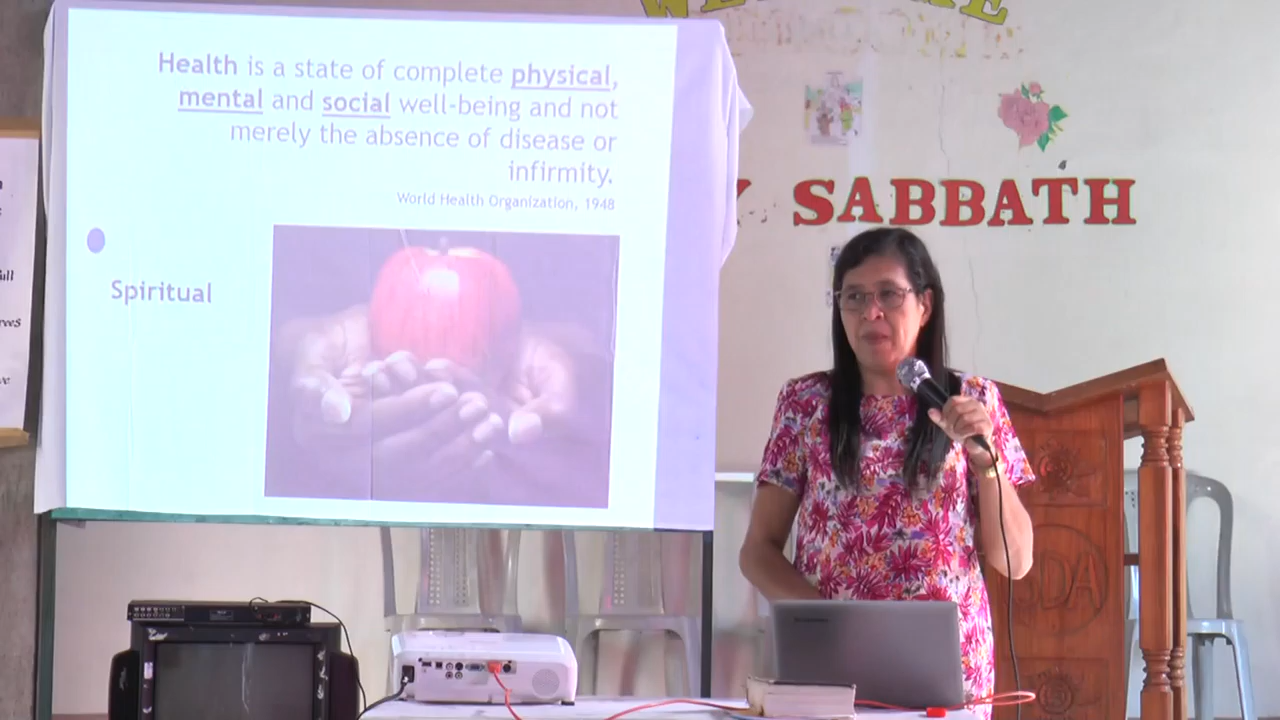 Health is a state of complete physical,
mental and social well-being and not
merely the absence of disease or
infirmity.
World Health Organization, 1948
Spiritual
SABBATH
SDA